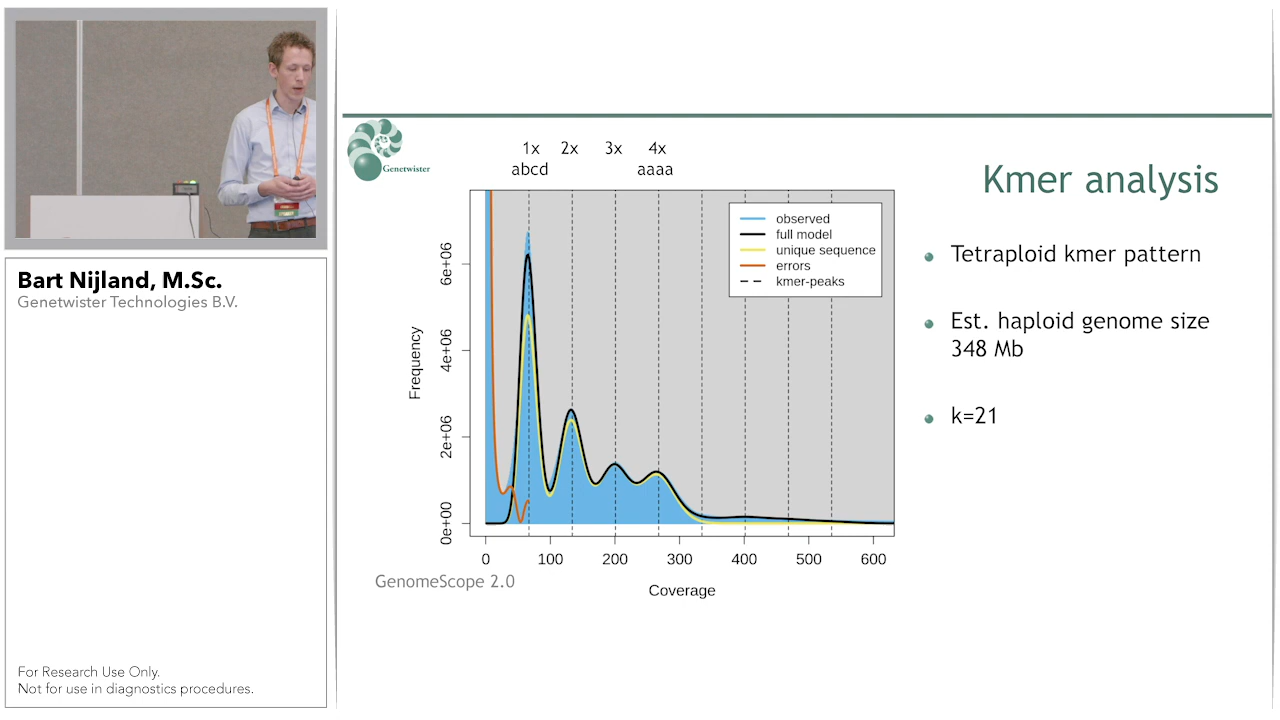 Bart Nijland, M.Sc.
Genetwister Technologies B.V.
For Research Use Only.
Not for use in diagnostics procedures.
Genetwister
1x 2x 3x 4x
abcd aaaa
Kmer analysis
observed
full model
unique sequence
errors
kmer-peaks
Frequency
6e+06
4e+06
2e+06
0e+00
0 100 200 300 400 500 600
Coverage
GenomeScope 2.0
Tetraploid kmer pattern
Est. haploid genome size
348 Mb
k=21